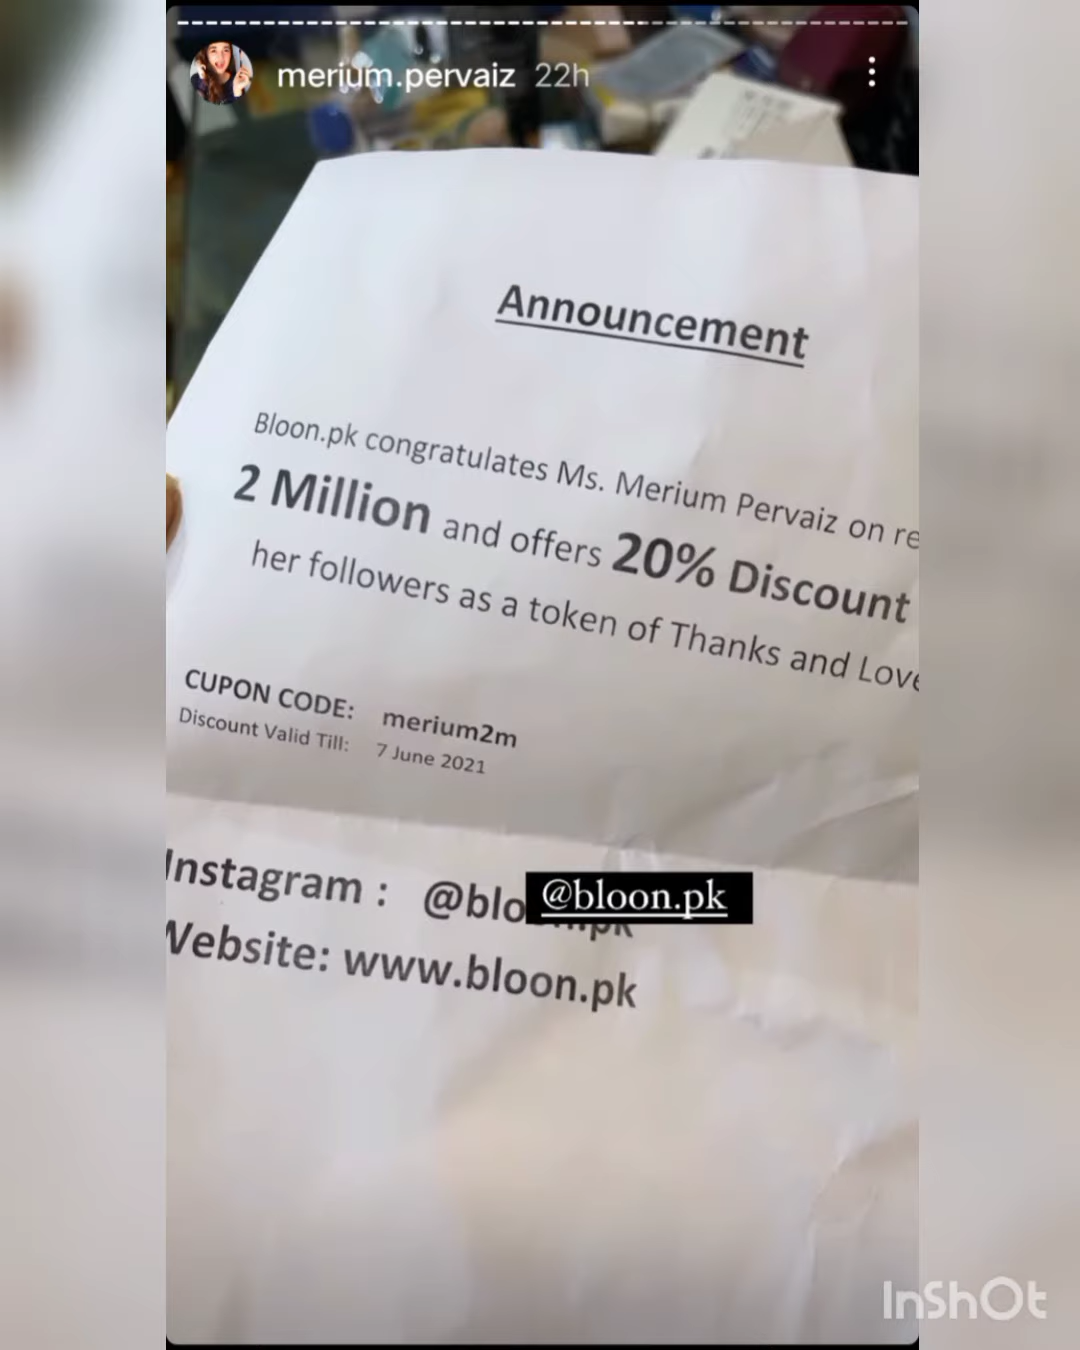 merium.pervaiz 22h
Announcement
Bloon.pk congratulates Ms. Merium Pervaiz on re
2 Million and offers 20% Discount
her followers as a token of Thanks and Love
CUPON CODE: merium2m
Discount Valid Till: 7 June 2021
Instagram : @blo @bloon.pk
Website: www.bloon.pk
InShOt